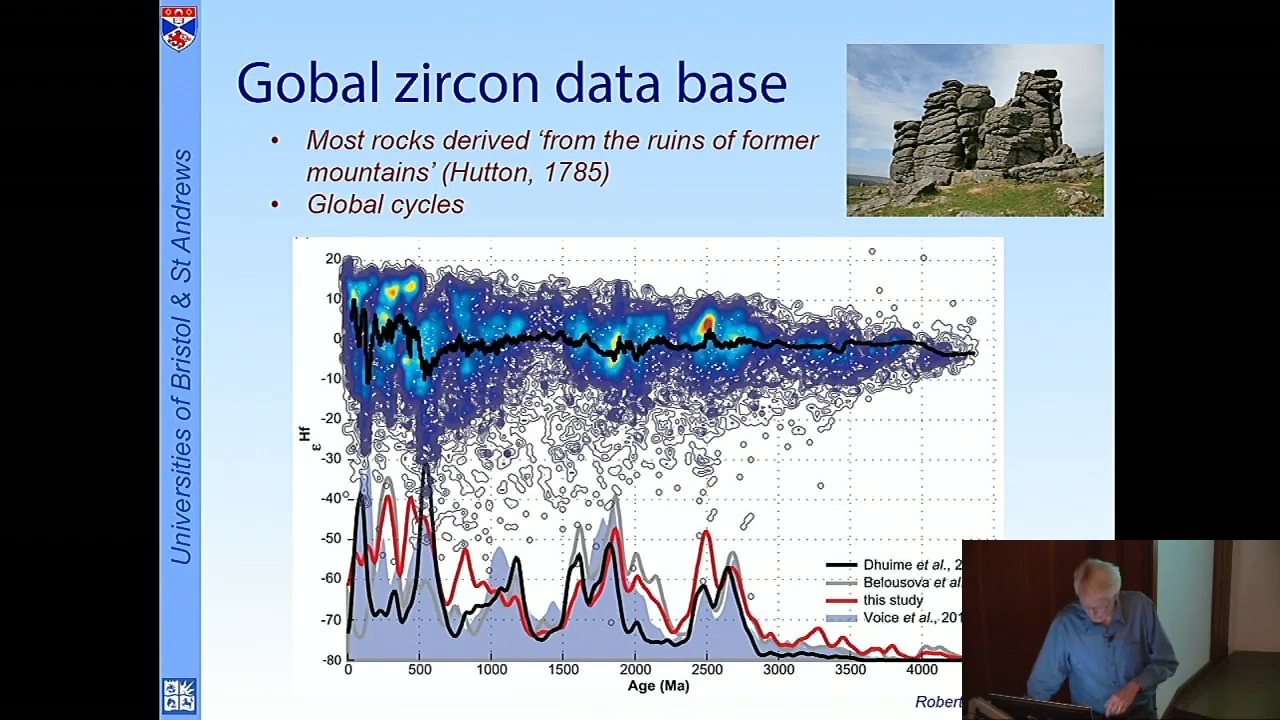 Gobal zircon data base
• Most rocks derived ‘from the ruins of former
mountains’ (Hutton, 1785)
• Global cycles
Universities of Bristol & St Andrews
20
10
0
-10
-20
-30
-40
-50
-60
-70
-80
ε Hf
Dhuime et al., 2
Belousova et al.
this study
Voice et al., 201
0 500 1000 1500 2000 2500 3000 3500 4000
Age (Ma)
Robert